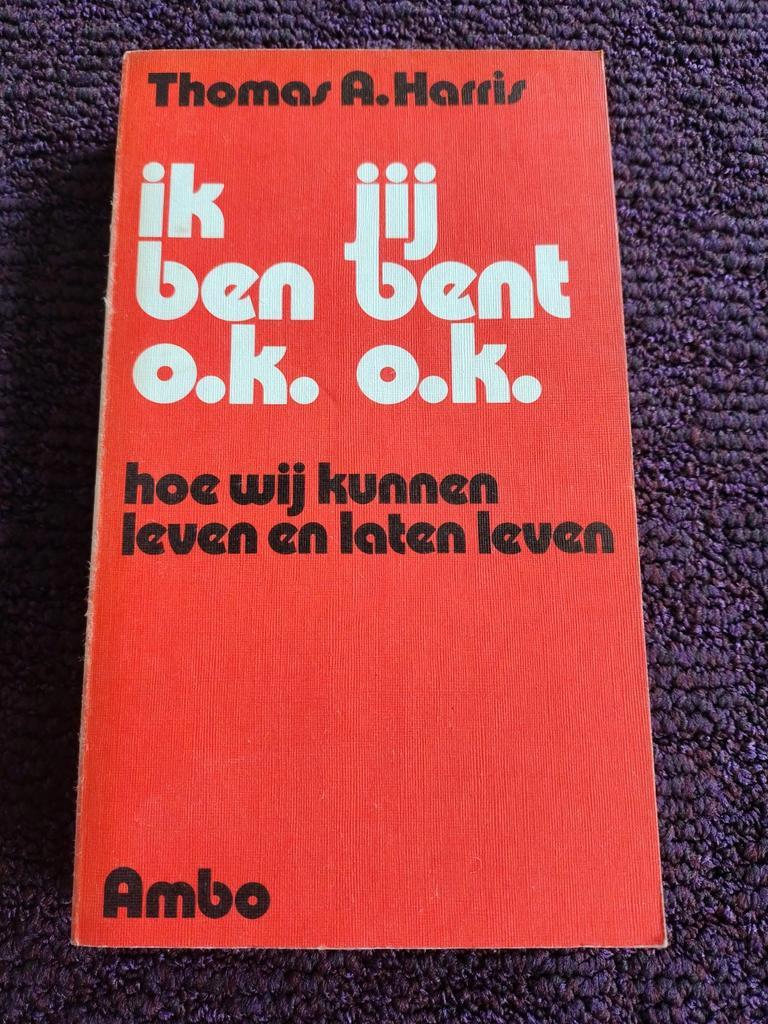 Thomas A. Harris
ik
ben
o.k.
jij
bent
o.k.
hoe wij kunnen
leven en laten leven
Ambo